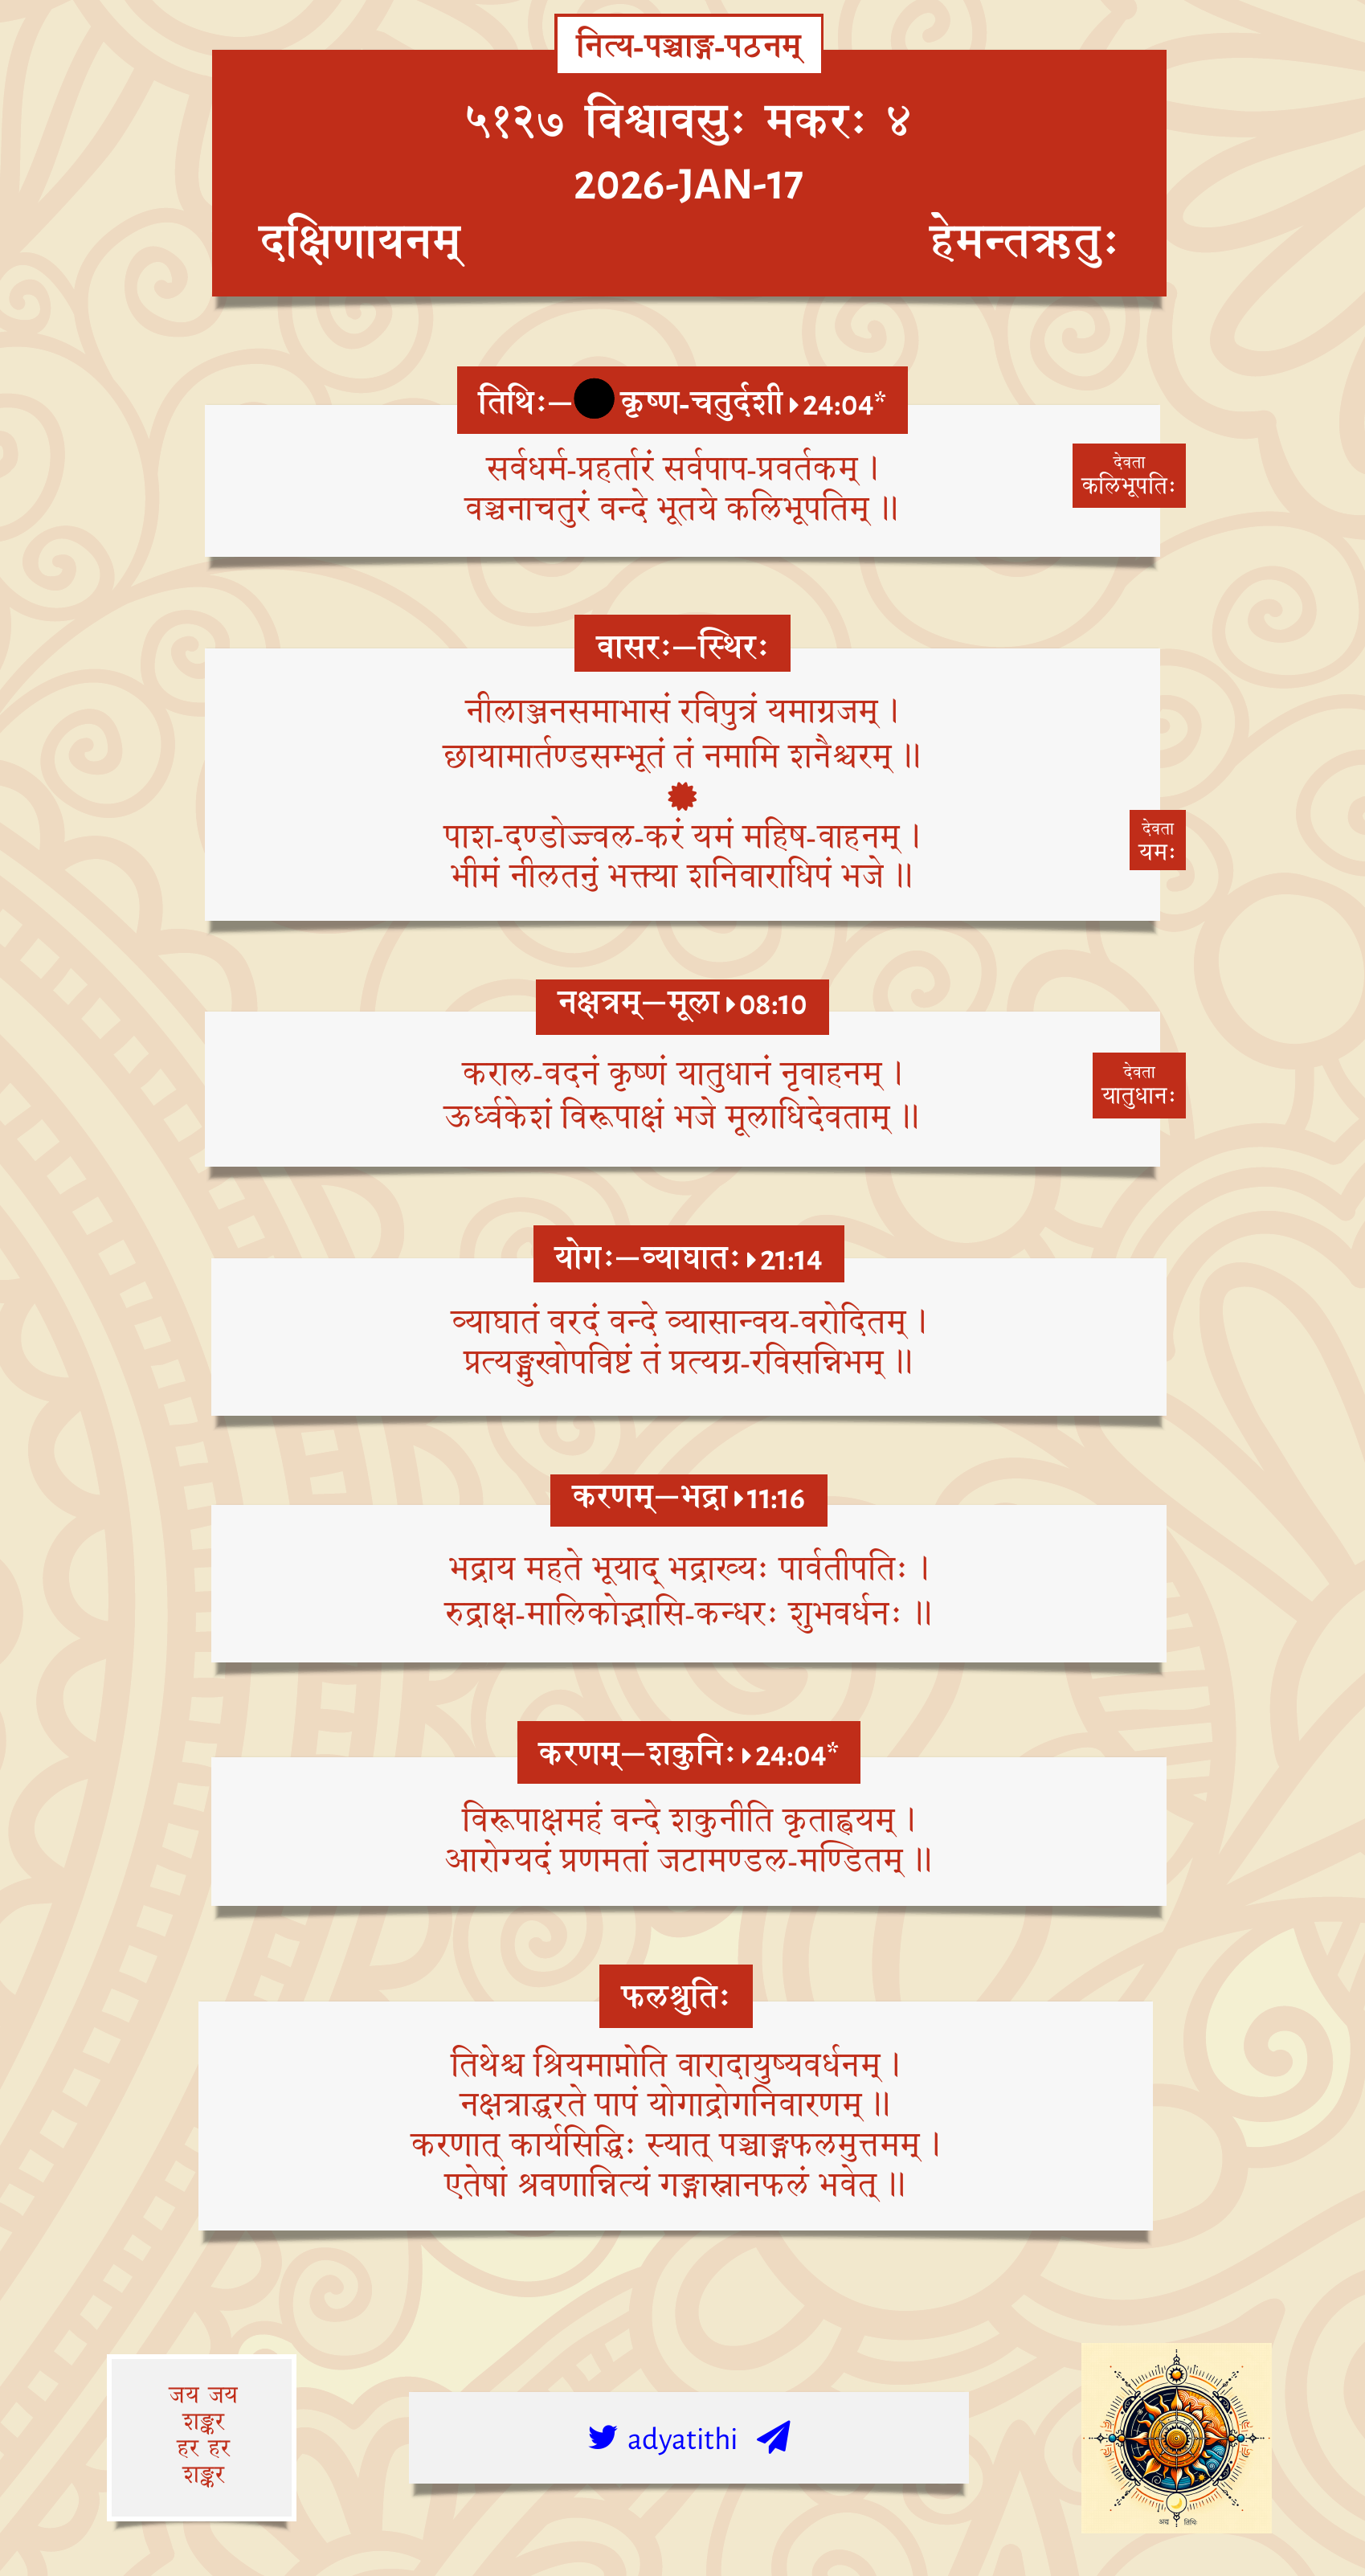 नित्य-पञ्चाङ्ग-पठनम्
५१२७ विश्वावसुः मकरः ४
2026-JAN-17
दक्षिणायनम् हेमन्तऋतुः
तिथिः—कृष्ण-चतुर्दशी 24:04*
सर्वधर्म-प्रहर्तारं सर्वपाप-प्रवर्तकम् ।
वञ्चनाचतुरं वन्दे भूतये कलिभूपतिम् ॥
देवता
कलिभूपतिः
वासरः—स्थिरः
नीलाञ्जनसमाभासं रविपुत्रं यमाग्रजम् ।
छायामार्तण्डसम्भूतं तं नमामि शनैश्चरम् ॥
पाश-दण्डोज्ज्वल-करं यमं महिष-वाहनम् ।
भीमं नीलतनुं भक्त्या शनिवाराधिपं भजे ॥
देवता
यमः
नक्षत्रम्—मूला 08:10
कराल-वदनं कृष्णं यातुधानं नृवाहनम् ।
ऊर्ध्वकेशं विरूपाक्षं भजे मूलाधिदेवताम् ॥
देवता
यातुधानः
योगः—व्याघातः 21:14
व्याघातं वरदं वन्दे व्यासान्वय-वरोदितम् ।
प्रत्यङ्मुखोपविष्टं तं प्रत्यग्र-रविसन्निभम् ॥
करणम्—भद्रा 11:16
भद्राय महते भूयाद् भद्राख्यः पार्वतीपतिः ।
रुद्राक्ष-मालिकोद्भासि-कन्धरः शुभवर्धनः ॥
करणम्—शकुनिः 24:04*
विरूपाक्षमहं वन्दे शकुनीति कृताह्वयम् ।
आरोग्यदं प्रणमतां जटामण्डल-मण्डितम् ॥
फलश्रुतिः
तिथेश्च श्रियमाप्नोति वारादायुष्यवर्धनम् ।
नक्षत्राद्धरते पापं योगाद्रोगनिवारणम् ॥
करणात् कार्यसिद्धिः स्यात् पञ्चाङ्गफलमुत्तमम् ।
एतेषां श्रवणान्नित्यं गङ्गास्नानफलं भवेत् ॥
जय जय
शङ्कर
हर हर
शङ्कर
adyatithi
अद्य तिथिः